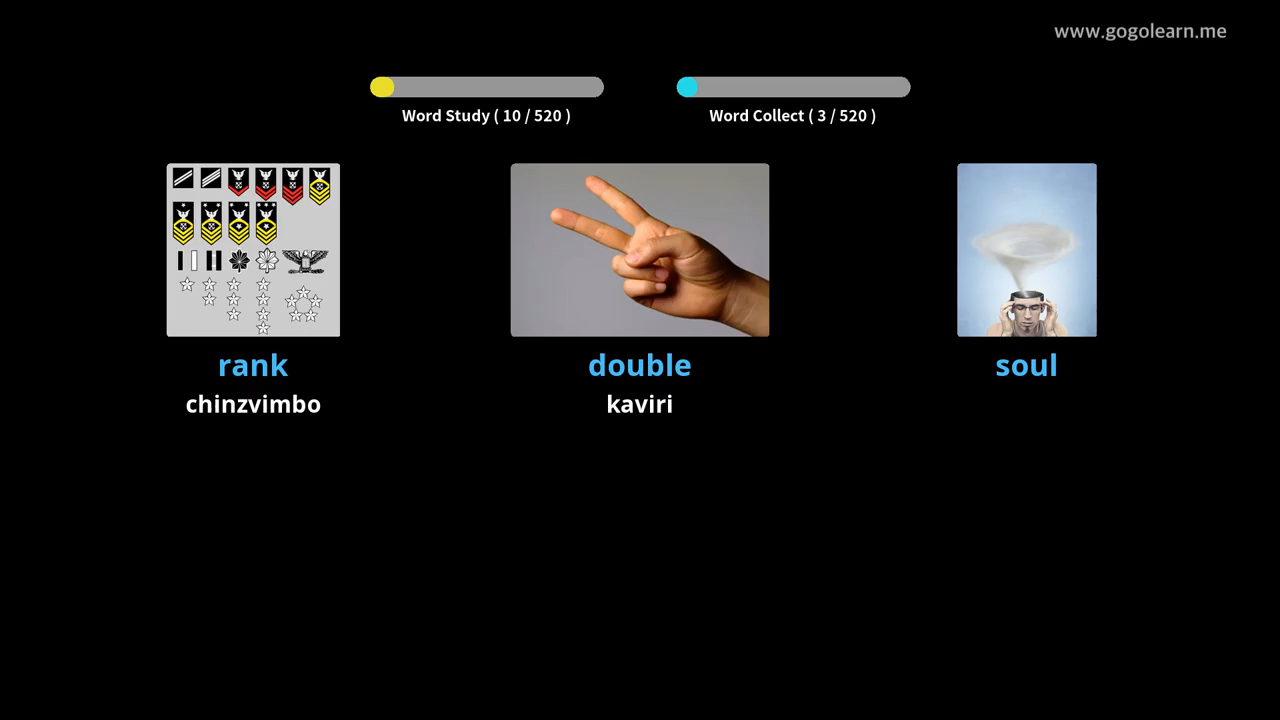 www.gogolearn.me
Word Study ( 10 / 520 )
Word Collect ( 3 / 520 )
rank
chinzvimbo
double
kaviri
soul